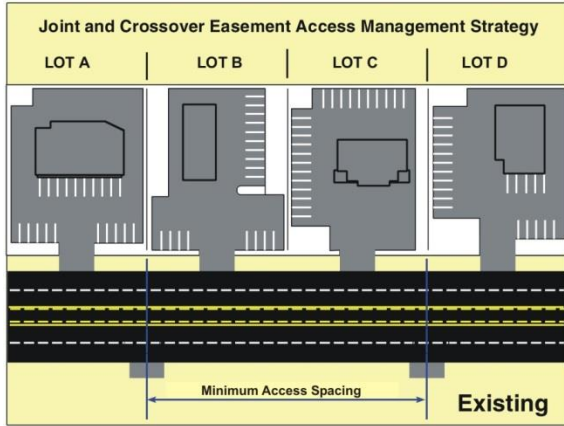 Joint and Crossover Easement Access Management Strategy
LOT A LOT B LOT C LOT D
Minimum Access Spacing
Existing